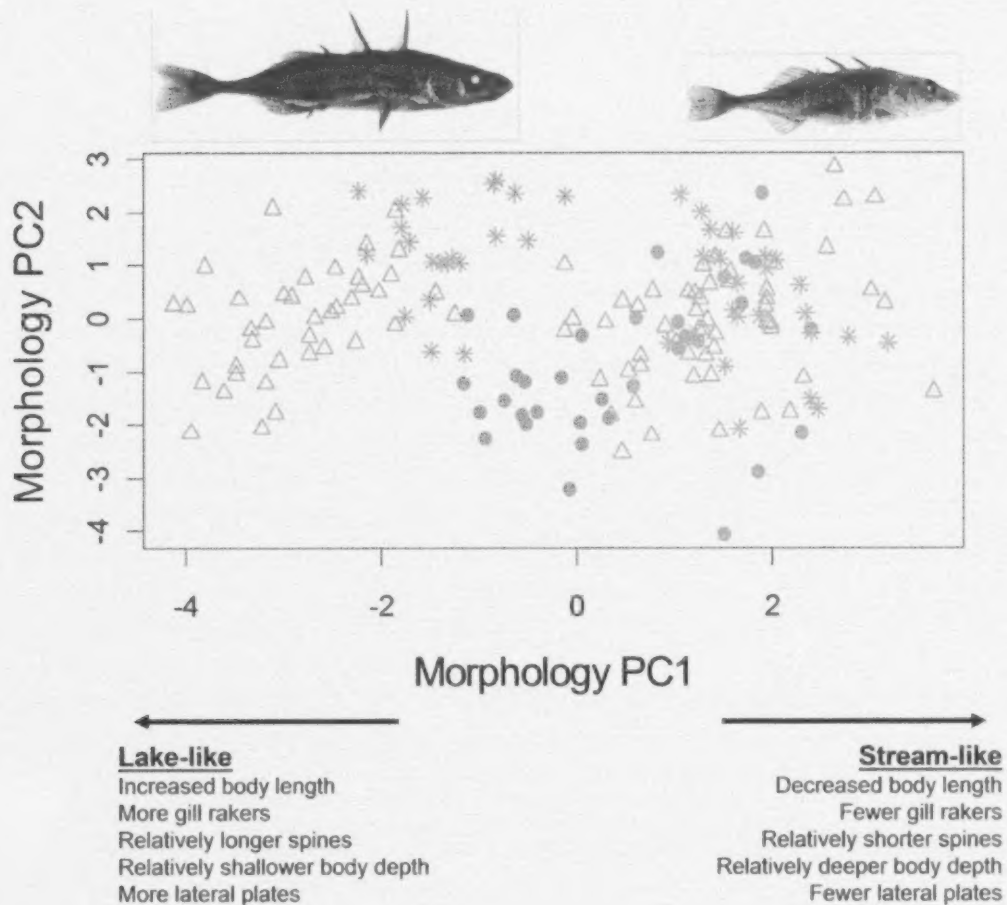 Morphology PC2
3
2
1
0
-1
-2
-3
-4
-4
-2
0
2
Morphology PC1
Lake-like
Increased body length
More gill rakers
Relatively longer spines
Relatively shallower body depth
More lateral plates
Stream-like
Decreased body length
Fewer gill rakers
Relatively shorter spines
Relatively deeper body depth
Fewer lateral plates